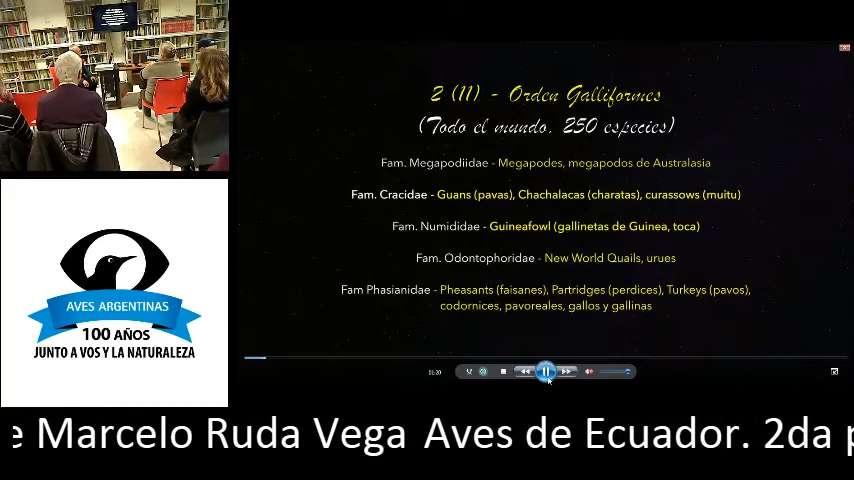 2 (11) - Orden Galliformes
(Todo el mundo. 250 especies)
Fam. Megapodiidae - Megapodes, megapodos de Australasia
Fam. Cracidae - Guans (pavas), Chachalacas (charatas), curassows (muitu)
Fam. Numididae - Guineafowl (gallinetas de Guinea, toca)
Fam. Odontophoridae - New World Quails, urues
Fam Phasianidae - Pheasants (faisanes), Partridges (perdices), Turkeys (pavos),
codornices, pavoreales, gallos y gallinas
01:20
AVES ARGENTINAS
100 AÑOS
JUNTO A VOS Y LA NATURALEZA
e Marcelo Ruda Vega Aves de Ecuador. 2da p